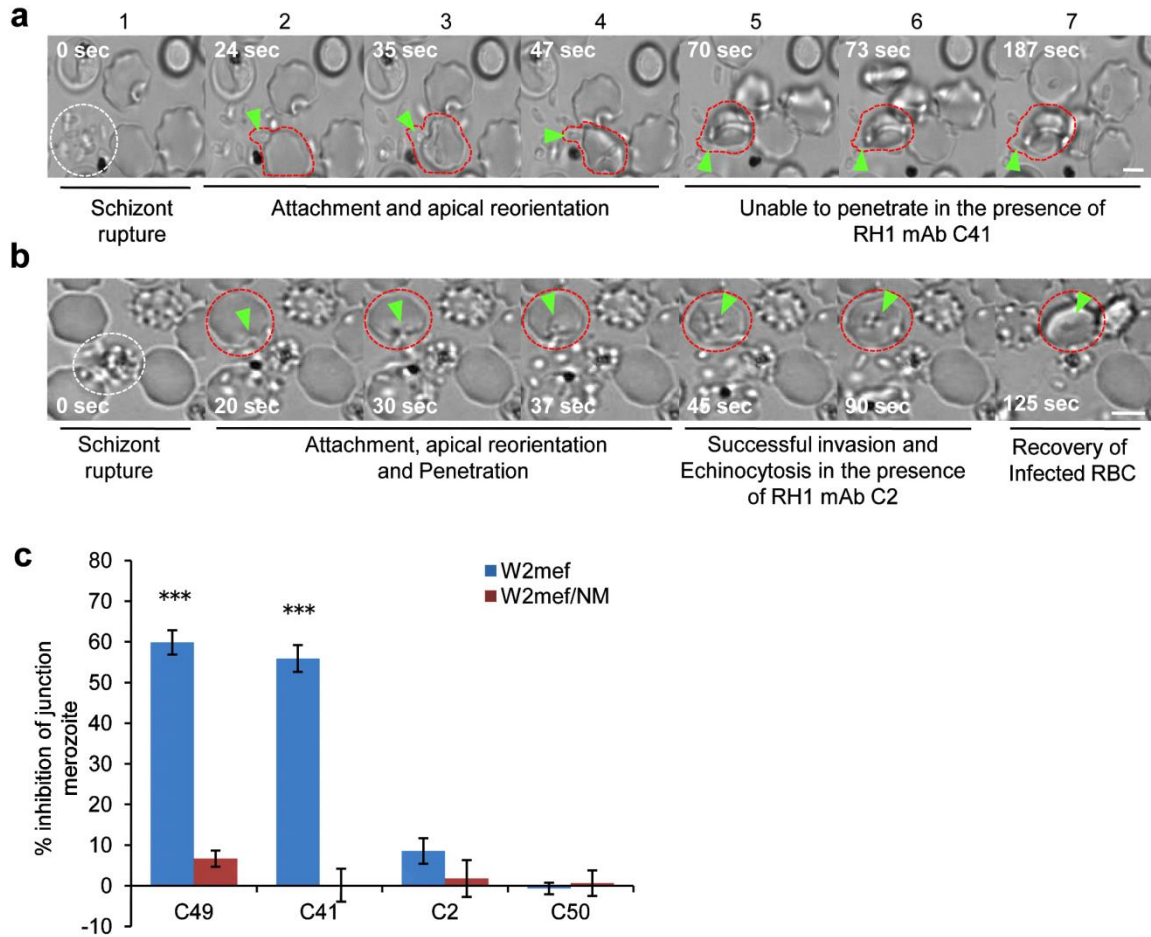 a
1 2 3 4 5 6 7
0 sec 24 sec 35 sec 47 sec 70 sec 73 sec 187 sec
Schizont
rupture
Attachment and apical reorientation
Unable to penetrate in the presence of
RH1 mAb C41
b
0 sec 20 sec 30 sec 37 sec 45 sec 90 sec 125 sec
Schizont
rupture
Attachment, apical reorientation
and Penetration
Successful invasion and
Echinocytosis in the presence
of RH1 mAb C2
Recovery of
Infected RBC
c
% inhibition of junction
merozoite
80
70
60
50
40
30
20
10
0
-10
*** ***
W2mef
W2mef/NM
C49 C41 C2 C50